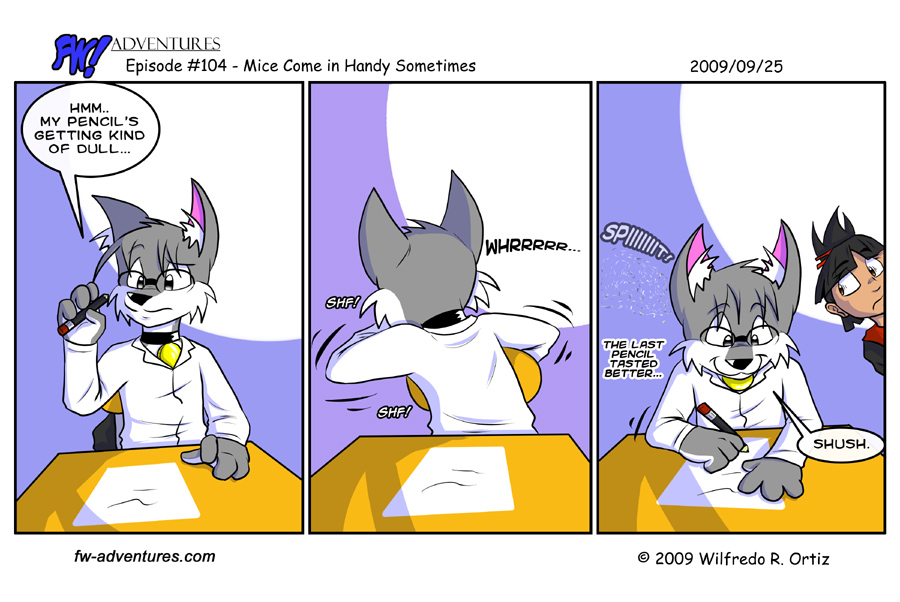 FW! ADVENTURES
Episode #104 - Mice Come in Handy Sometimes
2009/09/25
HMM..
MY PENCIL'S
GETTING KIND
OF DULL...
WHRRRRR...
SHF!
SHF!
SPIIIIIIT!
THE LAST
PENCIL
TASTED
BETTER...
SHUSH.
fw-adventures.com
© 2009 Wilfredo R. Ortiz